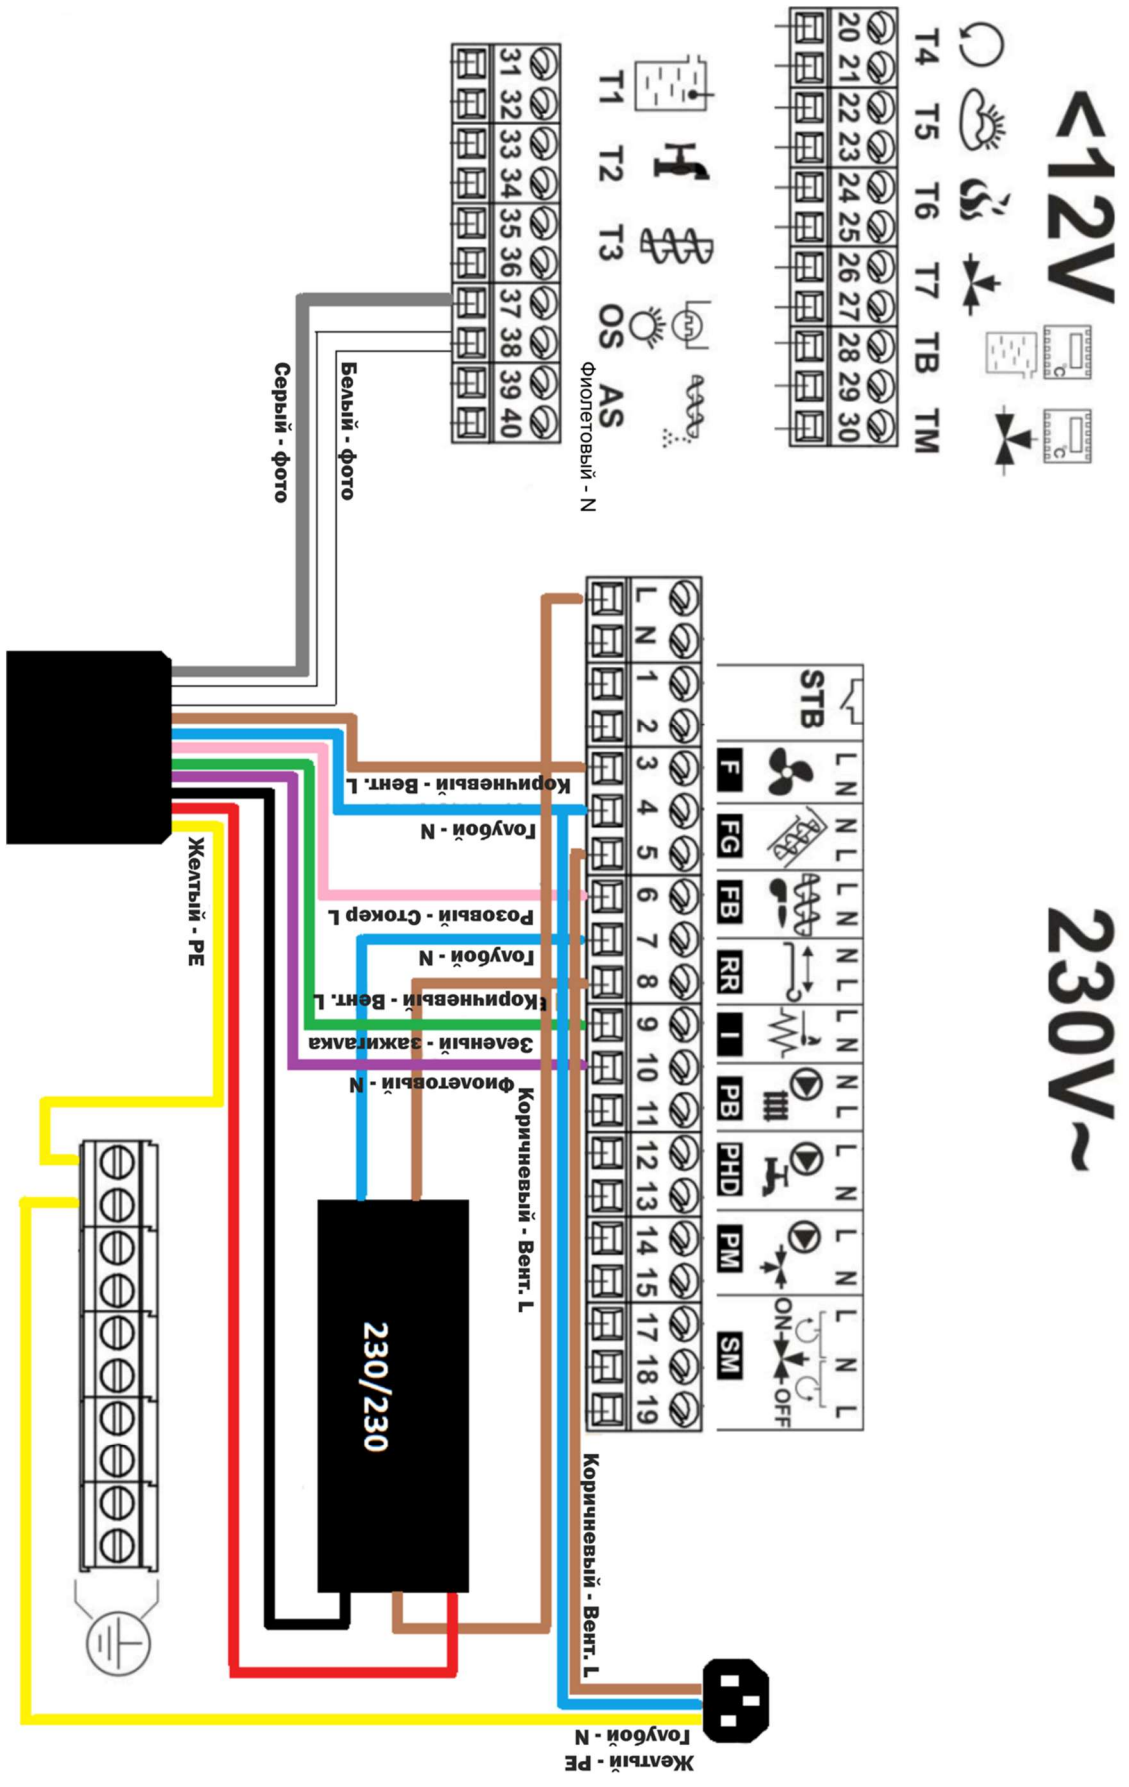 <12V
230V~
T4 T5 T6 T7 TB TM
°C
°C
20 21 22 23 24 25 26 27 28 29 30
T1 T2 T3 OS AS
31 32 33 34 35 36 37 38 39 40
Фиолетовый - N
Белый - фото
Серый - фото
L N N L L N N L L N N L L N L N L N L
STB
ON
OFF
F FG FB RR I PB PHD PM SM
L N 1 2 3 4 5 6 7 8 9 10 11 12 13 14 15 17 18 19
Коричневый - Вент. L
Голубой - N
Розовый - Стокер L
Голубой - N
Коричневый - Вент. L
Зеленый - зажигалка
Фиолетовый - N
Желтый - PE
Коричневый - Вент. L
230/230
Коричневый - Вент. L
Голубой - N
Желтый - PE